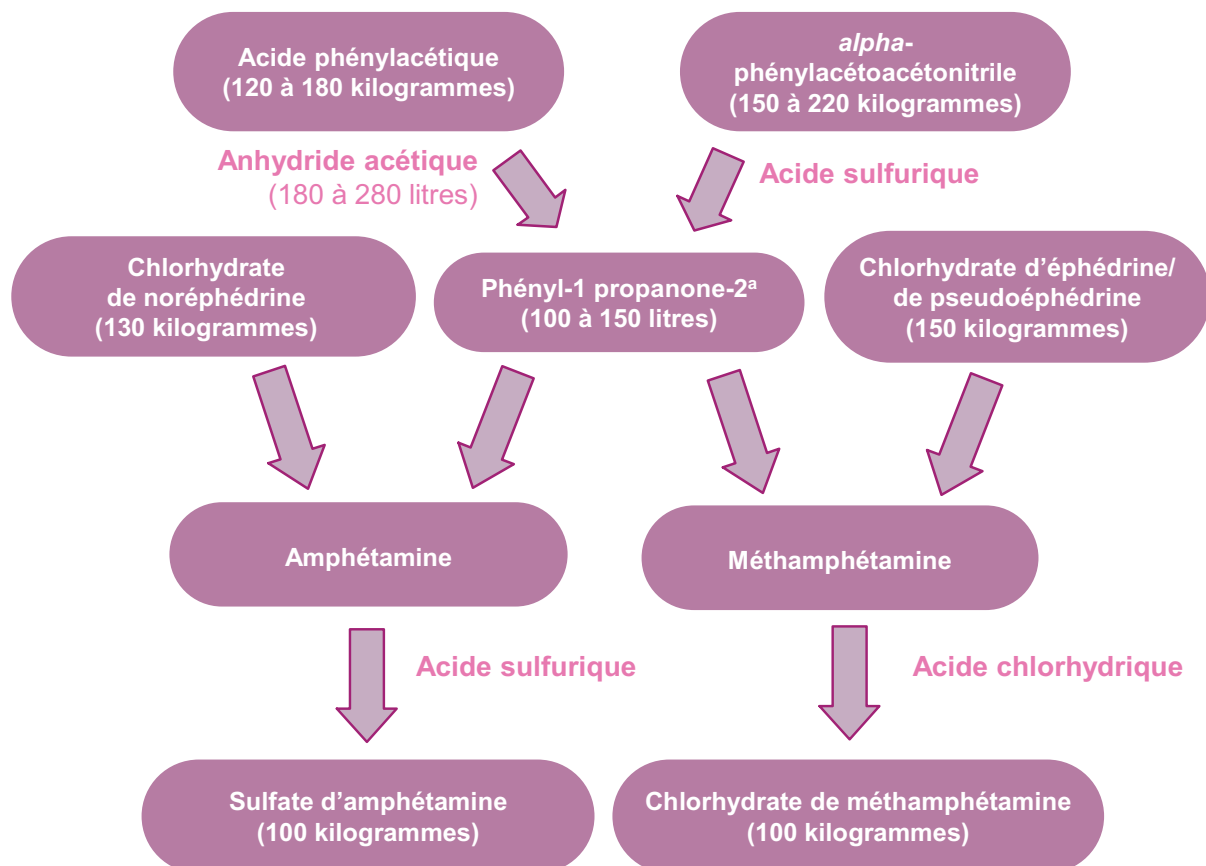 Acide phénylacétique
(120 à 180 kilogrammes)
alpha-
phénylacétoacétonitrile
(150 à 220 kilogrammes)
Anhydride acétique
(180 à 280 litres)
Acide sulfurique
Chlorhydrate
de noréphédrine
(130 kilogrammes)
Phényl-1 propanone-2ª
(100 à 150 litres)
Chlorhydrate d’éphédrine/
de pseudoéphédrine
(150 kilogrammes)
Amphétamine
Méthamphétamine
Acide sulfurique
Acide chlorhydrique
Sulfate d’amphétamine
(100 kilogrammes)
Chlorhydrate de méthamphétamine
(100 kilogrammes)